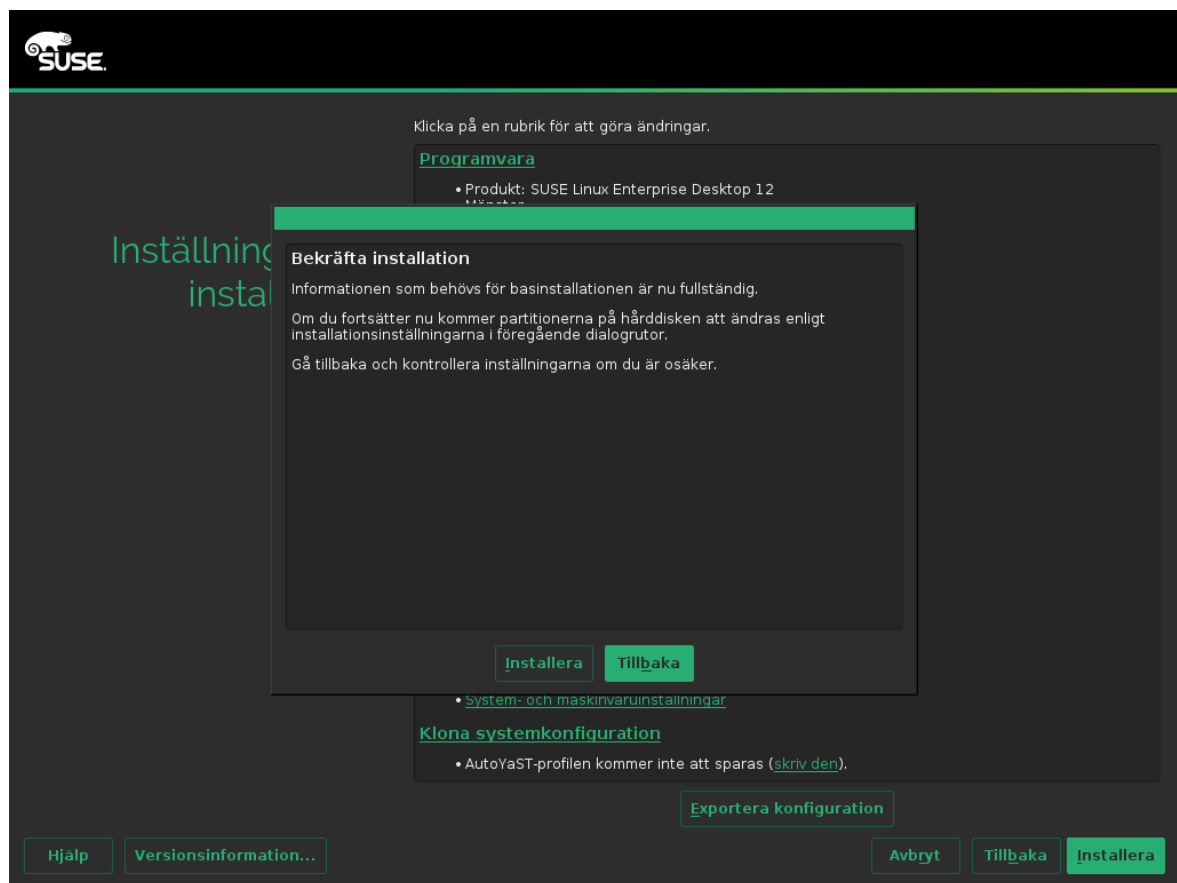 SUSE.
Klicka på en rubrik för att göra ändringar.
Programvara
• Produkt: SUSE Linux Enterprise Desktop 12
Bekräfta installation
Informationen som behövs för basinstallationen är nu fullständig.
Om du fortsätter nu kommer partitionerna på hårddisken att ändras enligt
installationsinställningarna i föregående dialogrutor.
Gå tillbaka och kontrollera inställningarna om du är osäker.
Installera
Tillbaka
• System- och maskinvaruinställningar
Klona systemkonfiguration
• AutoYaST-profilen kommer inte att sparas (skriv den).
Exportera konfiguration
Hjälp
Versionsinformation...
Avbryt
Tillbaka
Installera